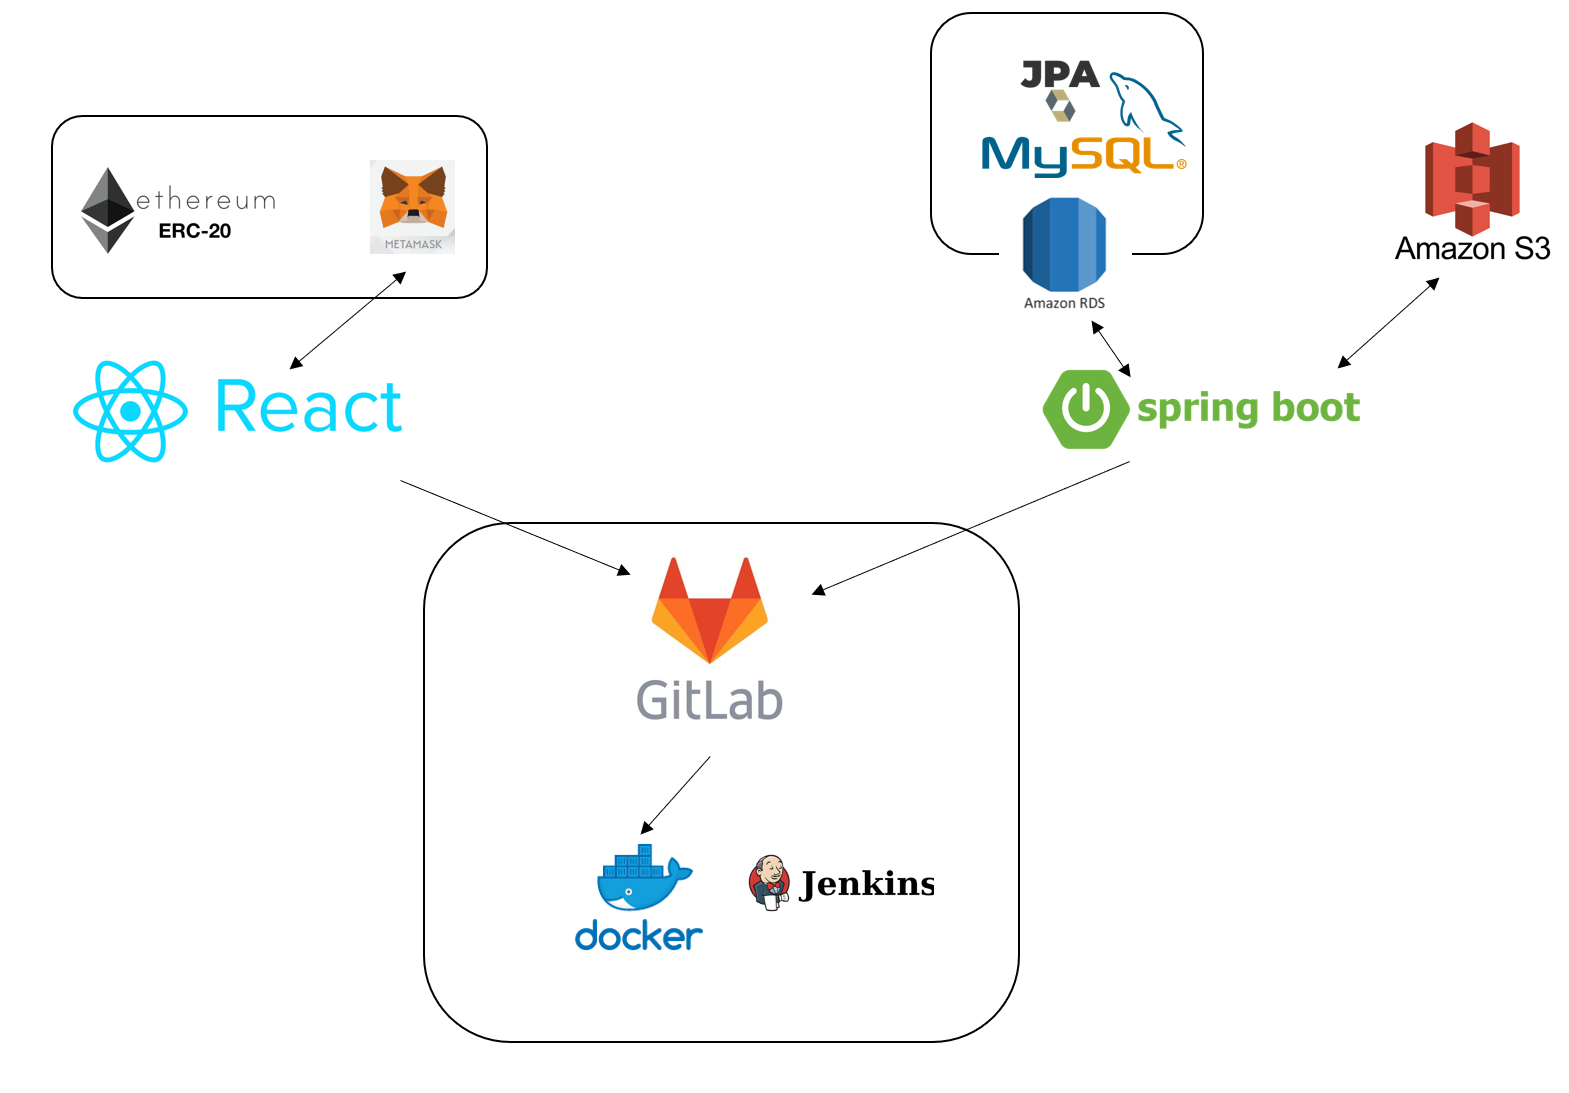 JPA
MySQL®
Amazon RDS
Amazon S3
ethereum
ERC-20
METAMASK
React
spring boot
GitLab
docker
Jenkins